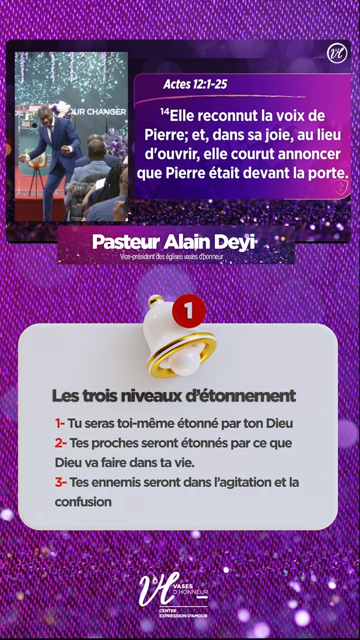 VH
OUR CHANGER
Actes 12:1-25
14Elle reconnut la voix de
Pierre; et, dans sa joie, au lieu
d'ouvrir, elle courut annoncer
que Pierre était devant la porte.
Pasteur Alain Deyi
Vice-président des églises vases d'honneur
1
Les trois niveaux d'étonnement
1- Tu seras toi-même étonné par ton Dieu
2- Tes proches seront étonnés par ce que
Dieu va faire dans ta vie.
3- Tes ennemis seront dans l'agitation et la
confusion
VH
VASES
D'HONNEUR
CENTRE
EXPRESSION D'AMOUR